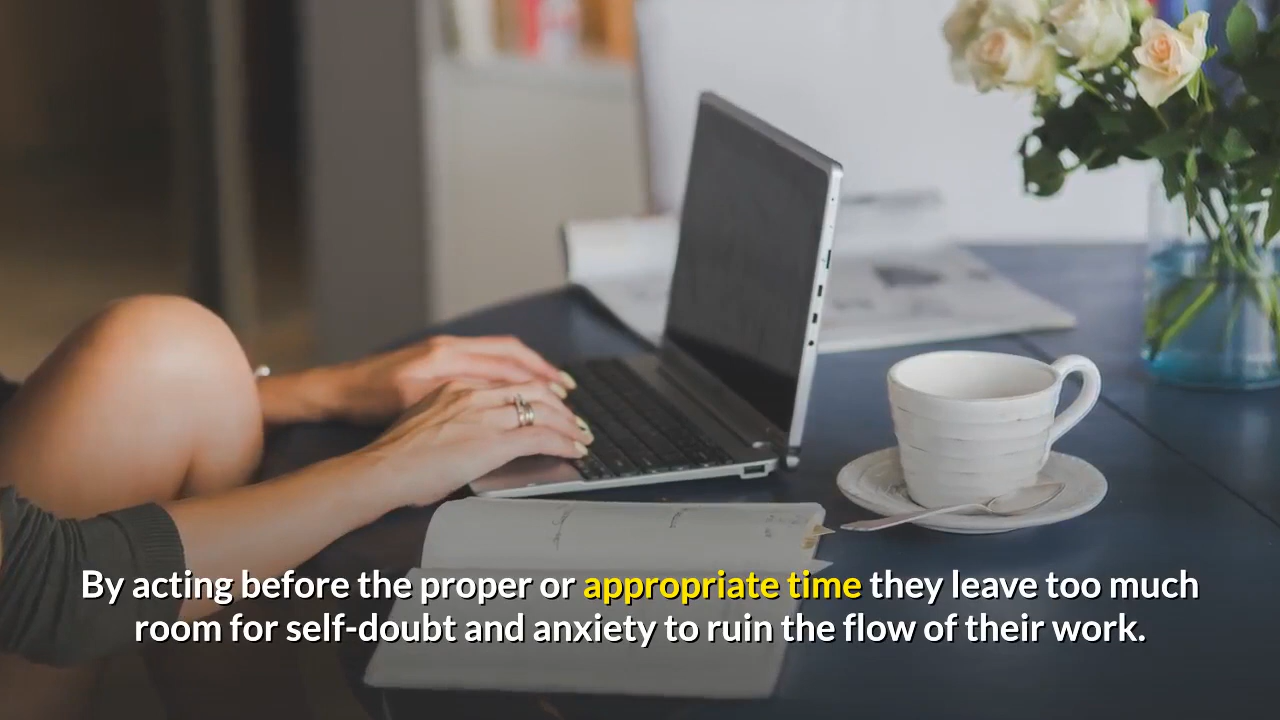 By acting before the proper or appropriate time they leave too much
room for self-doubt and anxiety to ruin the flow of their work.